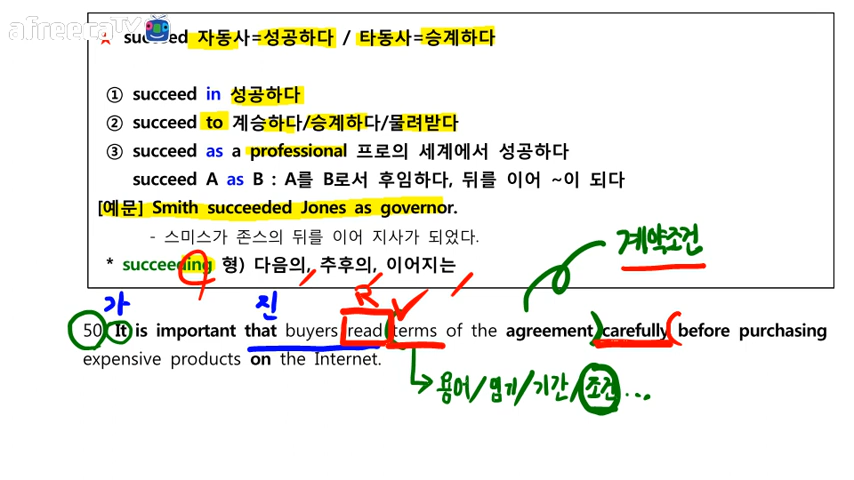 afreecaTV
succeed 자동사=성공하다 / 타동사=승계하다
① succeed in 성공하다
② succeed to 계승하다/승계하다/물려받다
③ succeed as a professional 프로의 세계에서 성공하다
succeed A as B : A를 B로서 후임하다, 뒤를 이어 ~이 되다
[예문] Smith succeeded Jones as governor.
- 스미스가 존스의 뒤를 이어 지사가 되었다.
* succeeding 형) 다음의, 추후의, 이어지는
계약조건
가 진 R
50. It is important that buyers read terms of the agreement carefully before purchasing
expensive products on the Internet.
용어/임기/기간/조건...